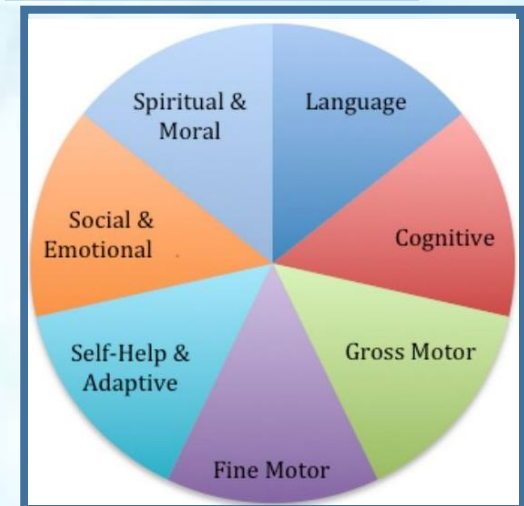 Spiritual &
Moral
Language
Social &
Emotional
Cognitive
Self-Help &
Adaptive
Gross Motor
Fine Motor